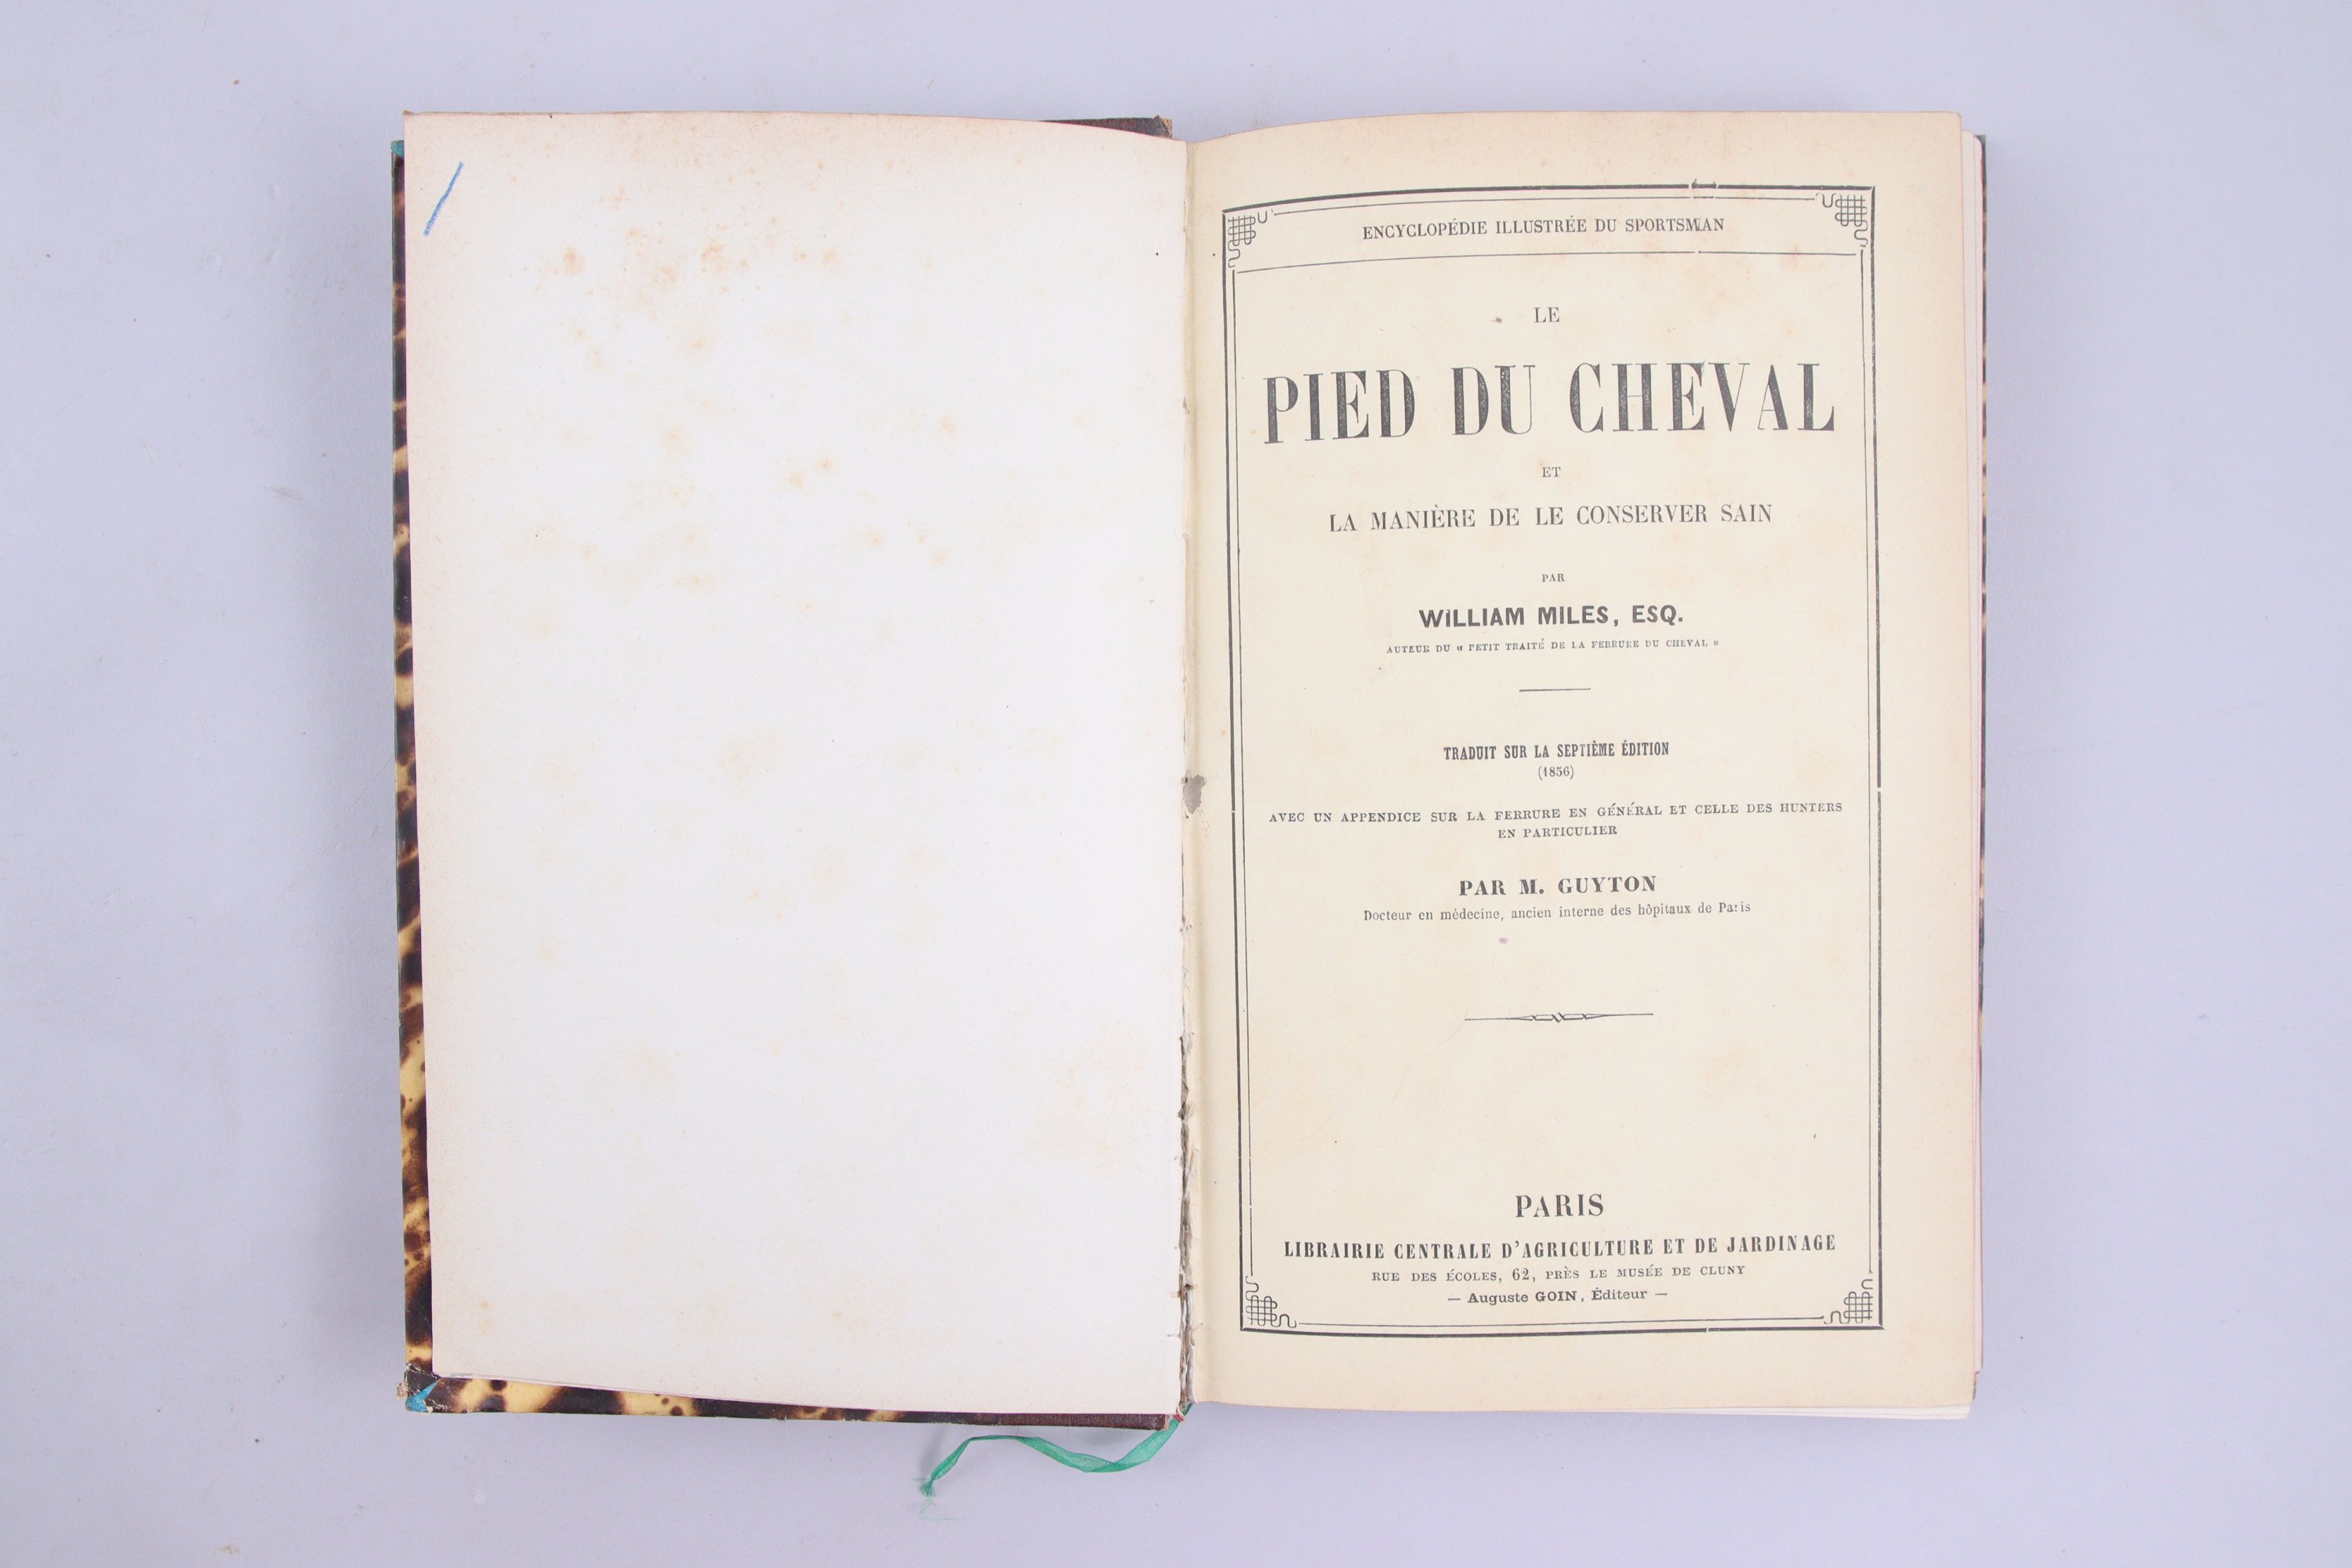 ENCYCLOPÉDIE ILLUSTRÉE DU SPORTSMAN
LE
PIED DU CHEVAL
ET
LA MANIÈRE DE LE CONSERVER SAIN
PAR
WILLIAM MILES, ESQ.
AUTEUR DU « PETIT TRAITÉ DE LA FERRURE DU CHEVAL »
TRADUIT SUR LA SEPTIÈME ÉDITION
(1856)
AVEC UN APPENDICE SUR LA FERRURE EN GÉNÉRAL ET CELLE DES HUNTERS
EN PARTICULIER
PAR M. GUYTON
Docteur en médecine, ancien interne des hôpitaux de Paris
PARIS
LIBRAIRIE CENTRALE D'AGRICULTURE ET DE JARDINAGE
RUE DES ÉCOLES, 62, PRÈS LE MUSÉE DE CLUNY
— Auguste GOIN, Éditeur —